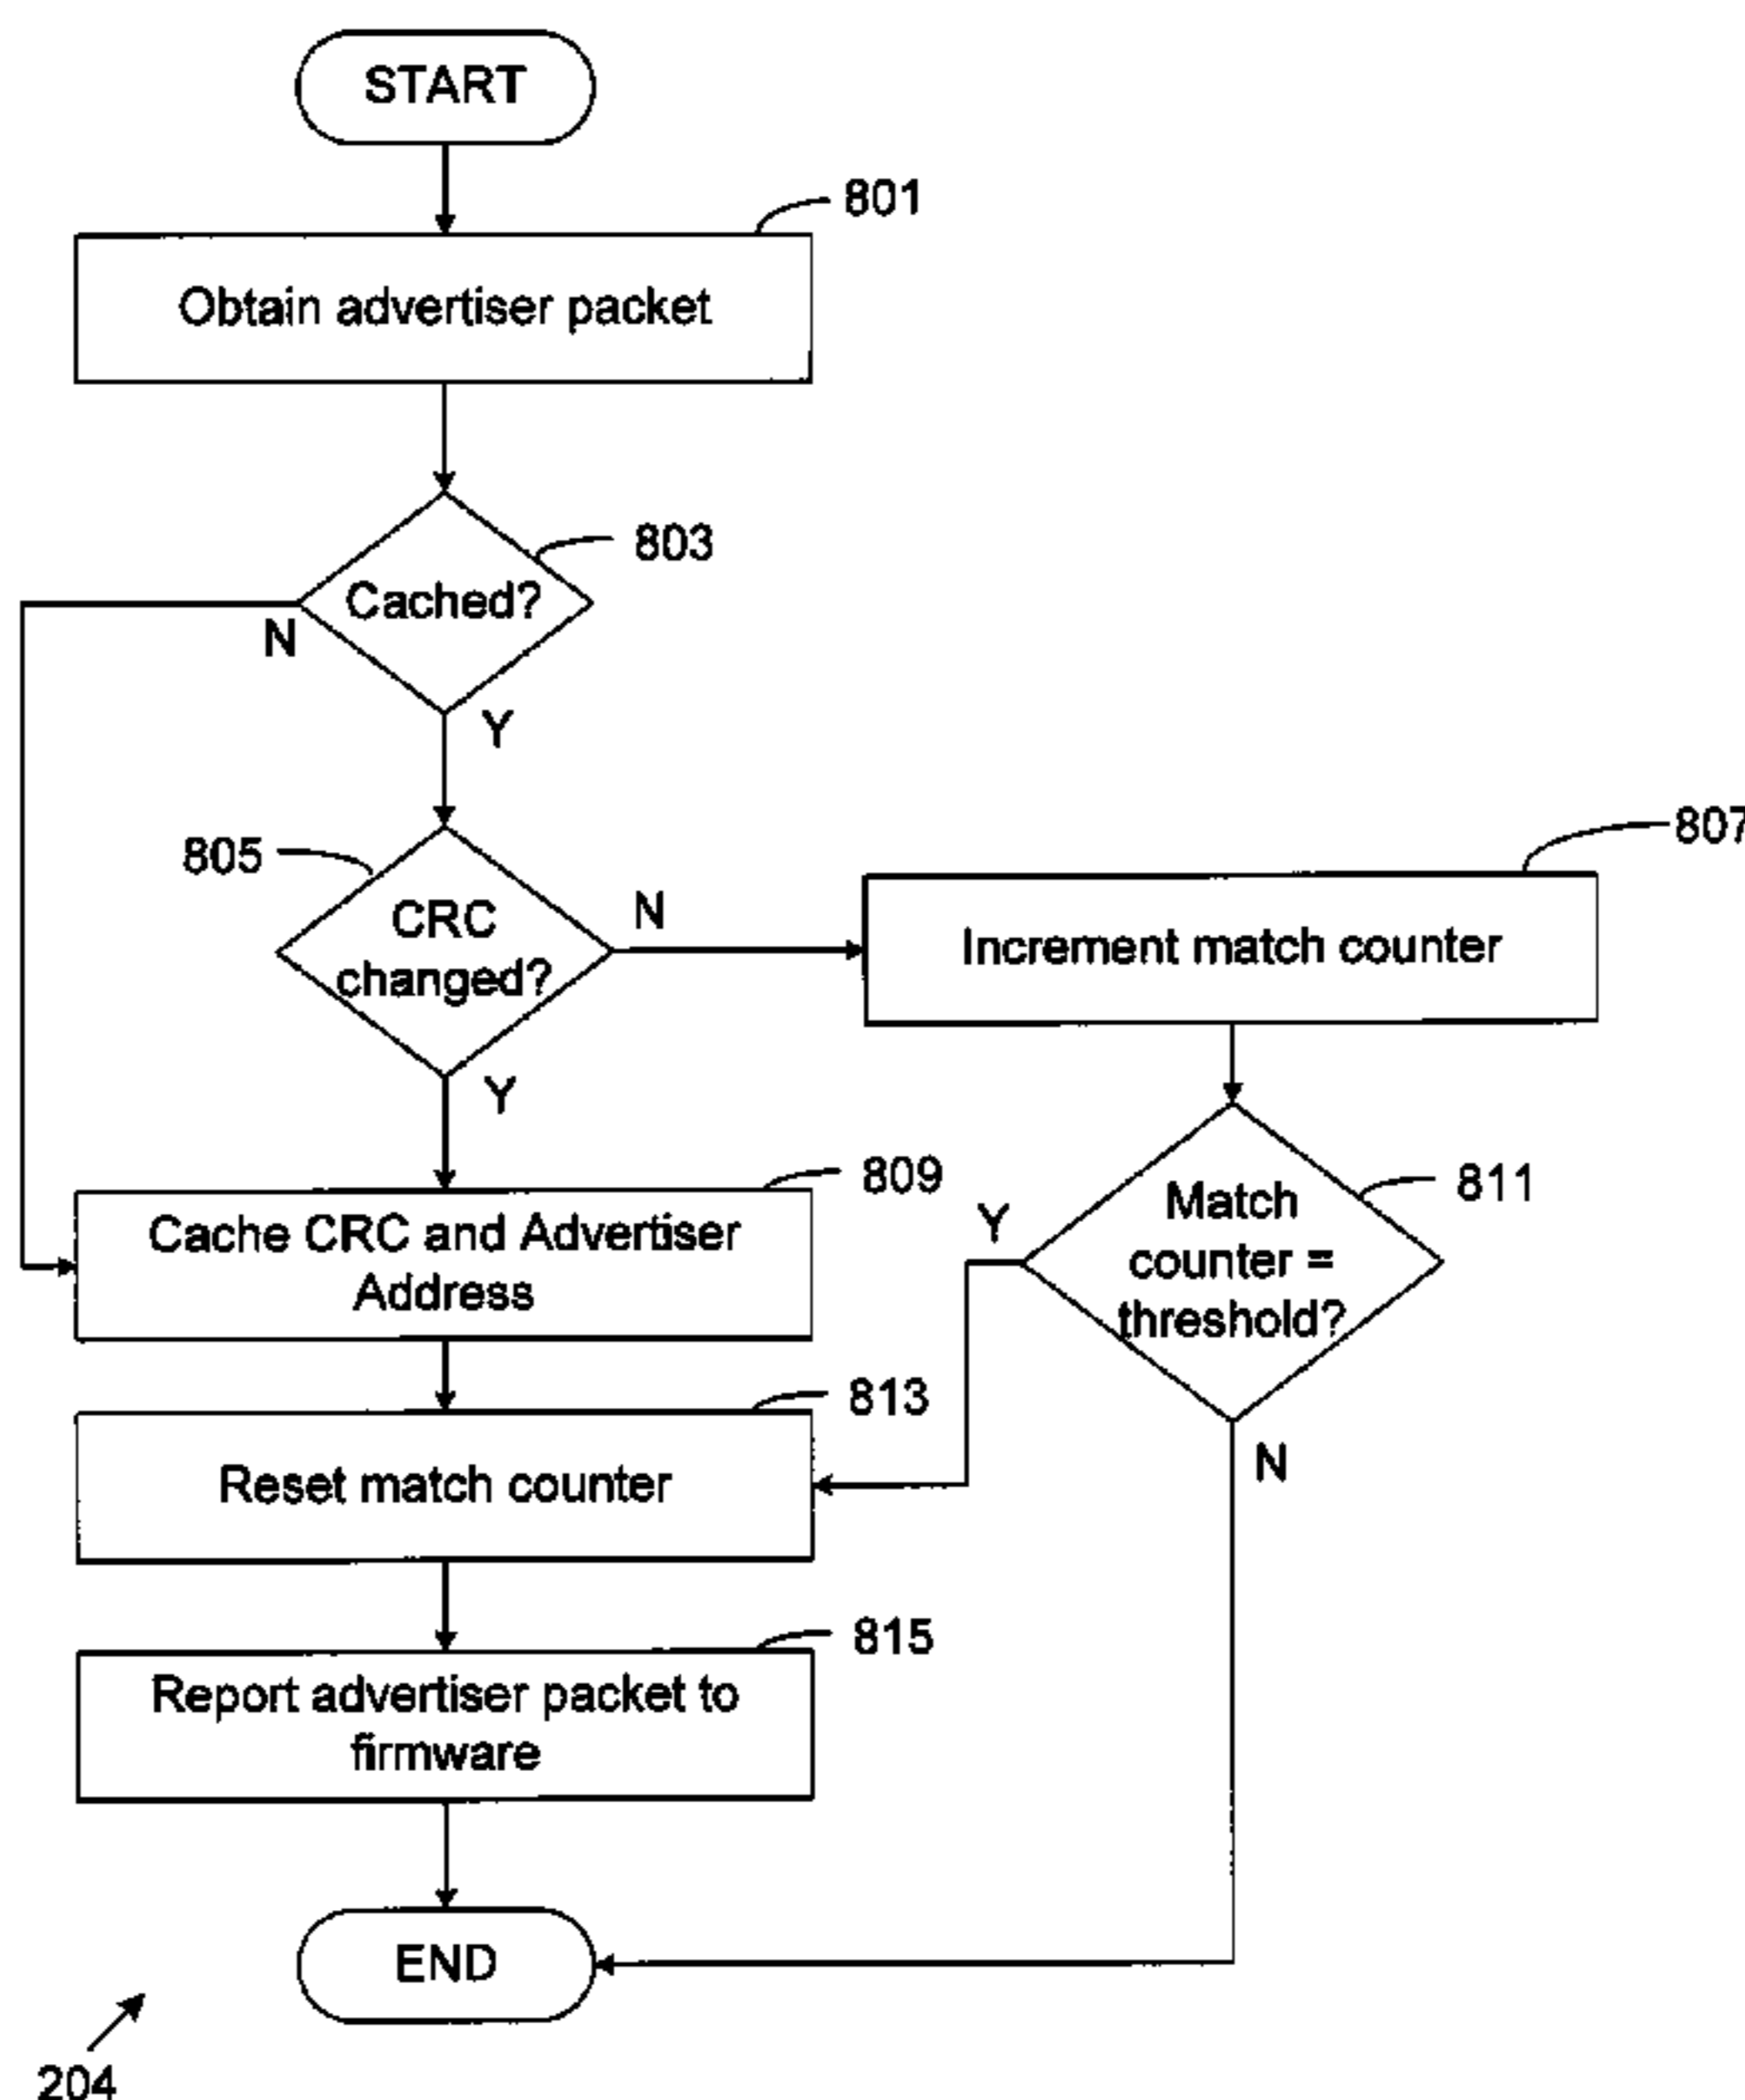 START
801
Obtain advertiser packet
803
Cached?
N
Y
805
CRC
changed?
N
807
Increment match counter
Y
809
Cache CRC and Advertiser
Address
811
Match
counter =
threshold?
Y
813
Reset match counter
N
815
Report advertiser packet to
firmware
END
204